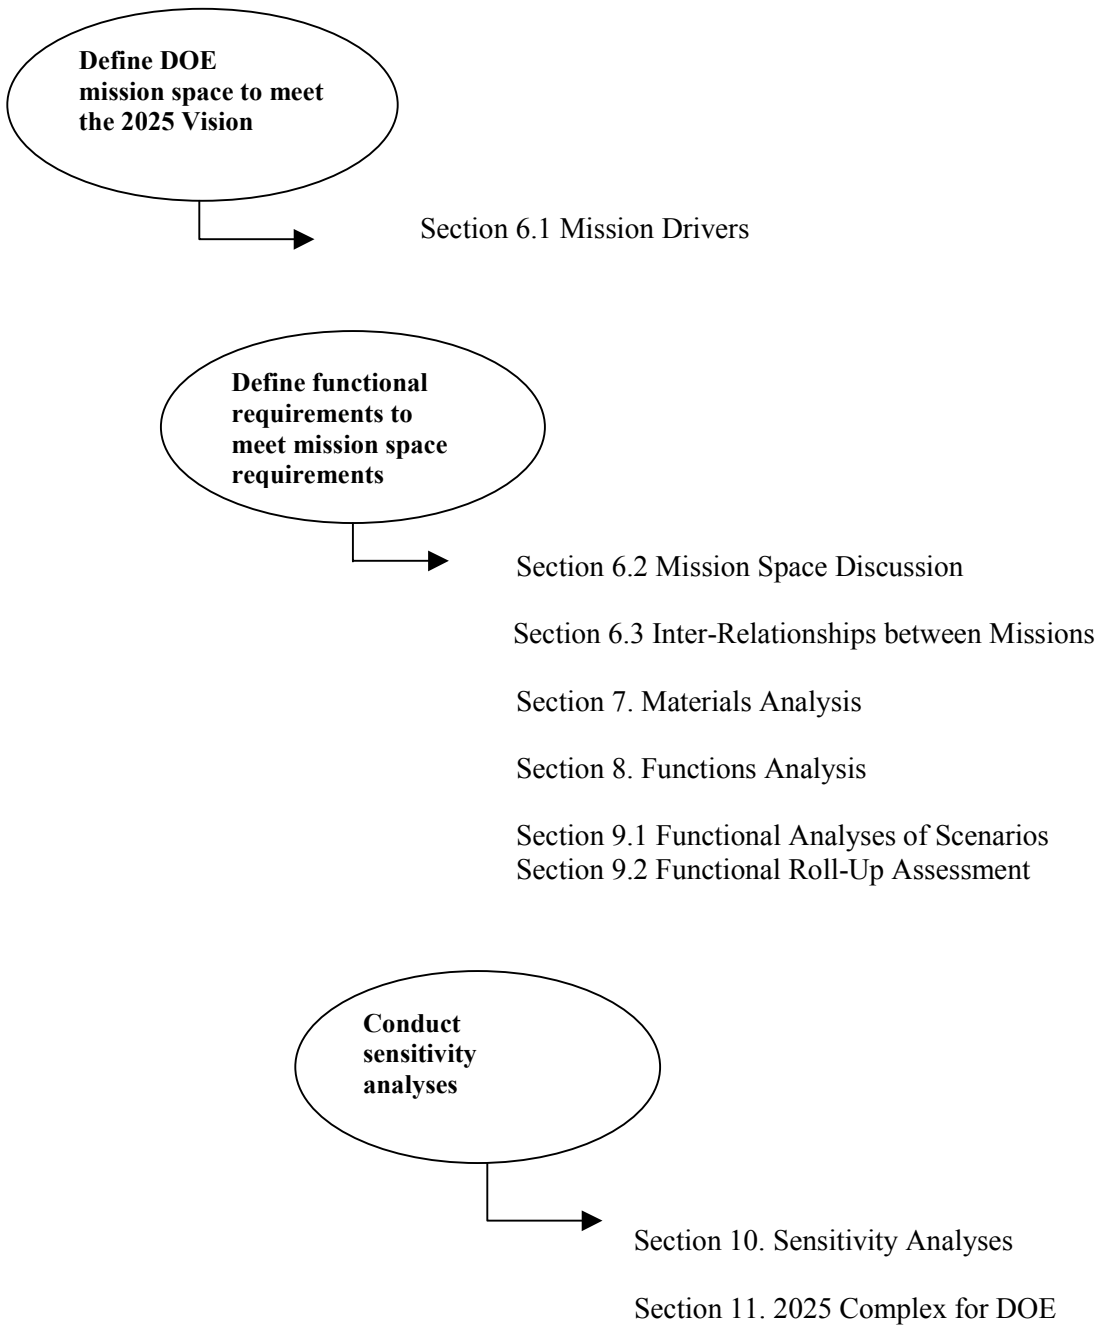 Define DOE
mission space to meet
the 2025 Vision
Section 6.1 Mission Drivers
Define functional
requirements to
meet mission space
requirements
Section 6.2 Mission Space Discussion
Section 6.3 Inter-Relationships between Missions
Section 7. Materials Analysis
Section 8. Functions Analysis
Section 9.1 Functional Analyses of Scenarios
Section 9.2 Functional Roll-Up Assessment
Conduct
sensitivity
analyses
Section 10. Sensitivity Analyses
Section 11. 2025 Complex for DOE